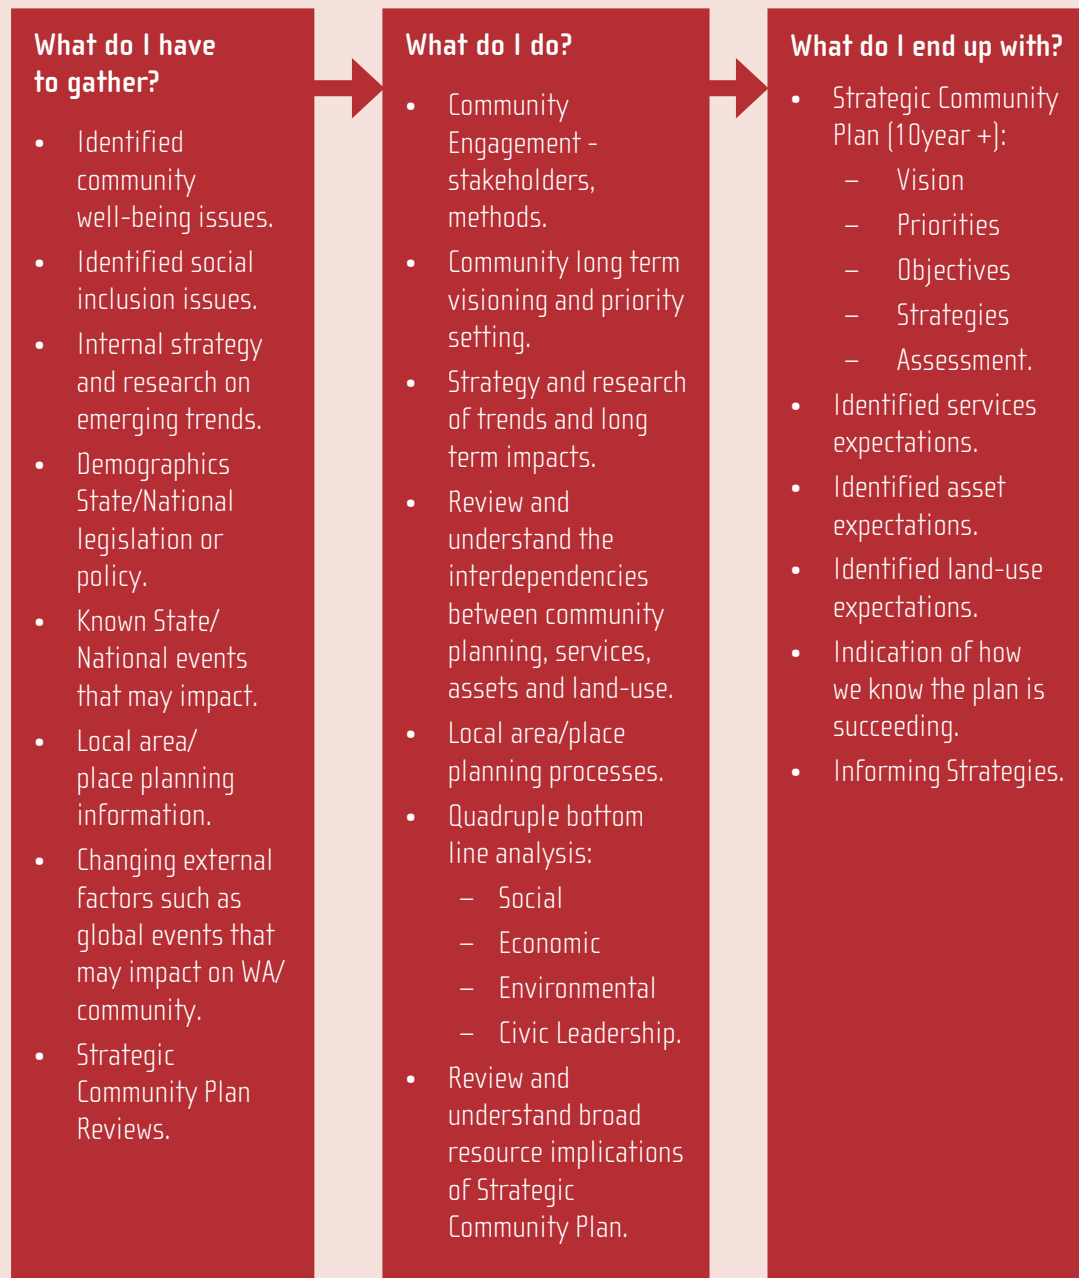 What do I have
to gather?
• Identified
community
well-being issues.
• Identified social
inclusion issues.
• Internal strategy
and research on
emerging trends.
• Demographics
State/National
legislation or
policy.
• Known State/
National events
that may impact.
• Local area/
place planning
information.
• Changing external
factors such as
global events that
may impact on WA/
community.
• Strategic
Community Plan
Reviews.
What do I do?
• Community
Engagement -
stakeholders,
methods.
• Community long term
visioning and priority
setting.
• Strategy and research
of trends and long
term impacts.
• Review and
understand the
interdependencies
between community
planning, services,
assets and land-use.
• Local area/place
planning processes.
• Quadruple bottom
line analysis:
– Social
– Economic
– Environmental
– Civic Leadership.
• Review and
understand broad
resource implications
of Strategic
Community Plan.
What do I end up with?
• Strategic Community
Plan (10year +):
– Vision
– Priorities
– Objectives
– Strategies
– Assessment.
• Identified services
expectations.
• Identified asset
expectations.
• Identified land-use
expectations.
• Indication of how
we know the plan is
succeeding.
• Informing Strategies.